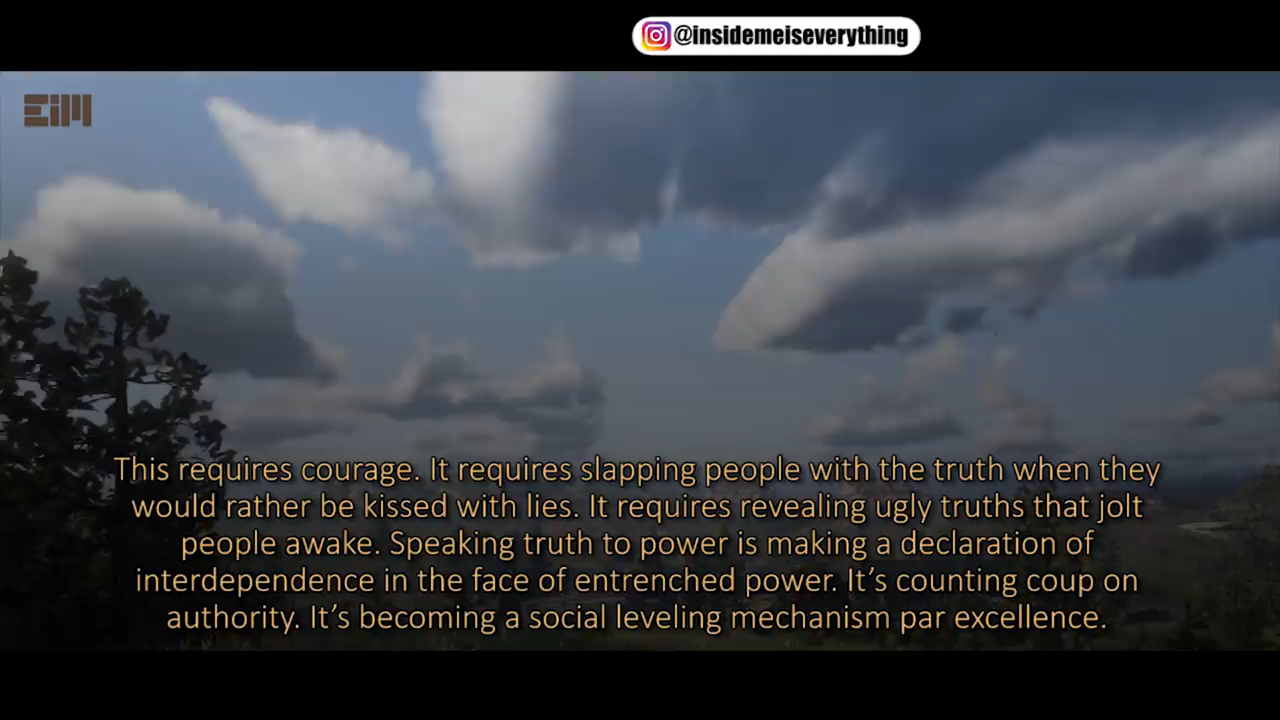 @insidemeiseverything
EiM
This requires courage. It requires slapping people with the truth when they
would rather be kissed with lies. It requires revealing ugly truths that jolt
people awake. Speaking truth to power is making a declaration of
interdependence in the face of entrenched power. It’s counting coup on
authority. It’s becoming a social leveling mechanism par excellence.